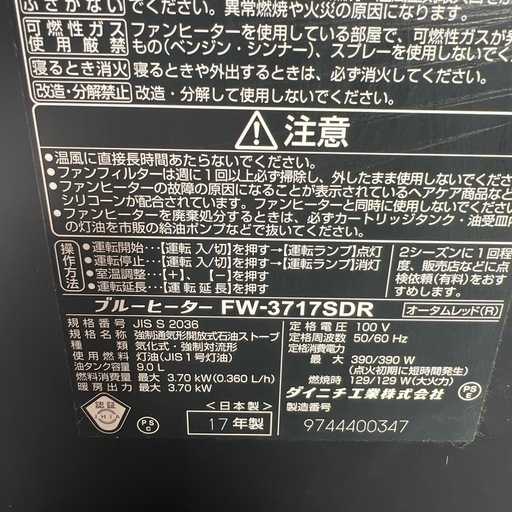 ふさがない でください。異常燃焼や火災の原因になります。
可燃性ガス ファンヒーターを使用している部屋で、可燃性ガスが発
使用厳禁 もの(ベンジン・シンナー)、スプレーを使用しないでくだ
寝るとき消火 寝るときや外出するときは、必ず消火してください。
改造・分解禁止 改造・分解して使用しないでください。
注意
●温風に直接長時間あたらないでください。
●ファンフィルターは週に1回以上必ず掃除し、外したまま使用しないで
●ファンヒーターの故障の原因になることが表示されているヘアケア商品など
シリコーンが配合されています。ファンヒーターと同時に使用しないでください。
●ファンヒーターを廃棄処分するときは、必ずカートリッジタンク・油受皿内
の灯油を市販の給油ポンプなどで抜いてください。
操作方法
●運転開始…【運転 入/切】を押す→【運転ランプ】点灯
●運転停止…【運転 入/切】を押す→【運転ランプ】消灯
●室温調整…【+】、【-】を押す
●運転延長…【運転延長】を押す
2シーズンに1回程
度、販売店などに点
検依頼(有料)をおす
すめします。
ブルーヒーター FW-3717SDR オータムレッド(R)
規格番号 JIS S 2036
規格名称 強制通気形開放式石油ストーブ
種類 気化式・強制対流形
使用燃料 灯油(JIS 1号灯油)
油タンク容量 9.0 L
燃料消費量 最大 3.70 kW(0.360 L/h)
暖房出力 最大 3.70 kW
定格電圧 100 V
定格周波数 50/60 Hz
定格消費電力
最大 390/390 W
(点火初期に短時間発生)
燃焼時 129/129 W(大火力)
ダイニチ工業株式会社
認証
JHIA
PS
C
<日本製>
17年製
製造番号
9744400347
PS
E